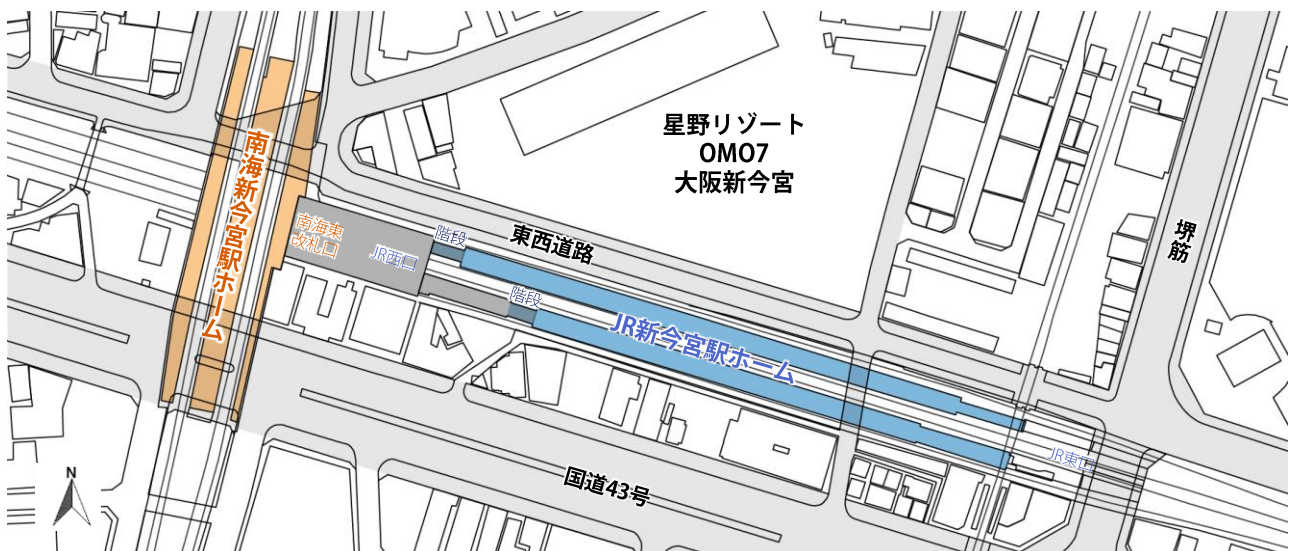 星野リゾート
OMO7
大阪新今宮
南海新今宮駅ホーム
南海東
改札口
JR西口
階段
東西道路
堺筋
階段
JR新今宮駅ホーム
JR東口
国道43号
N